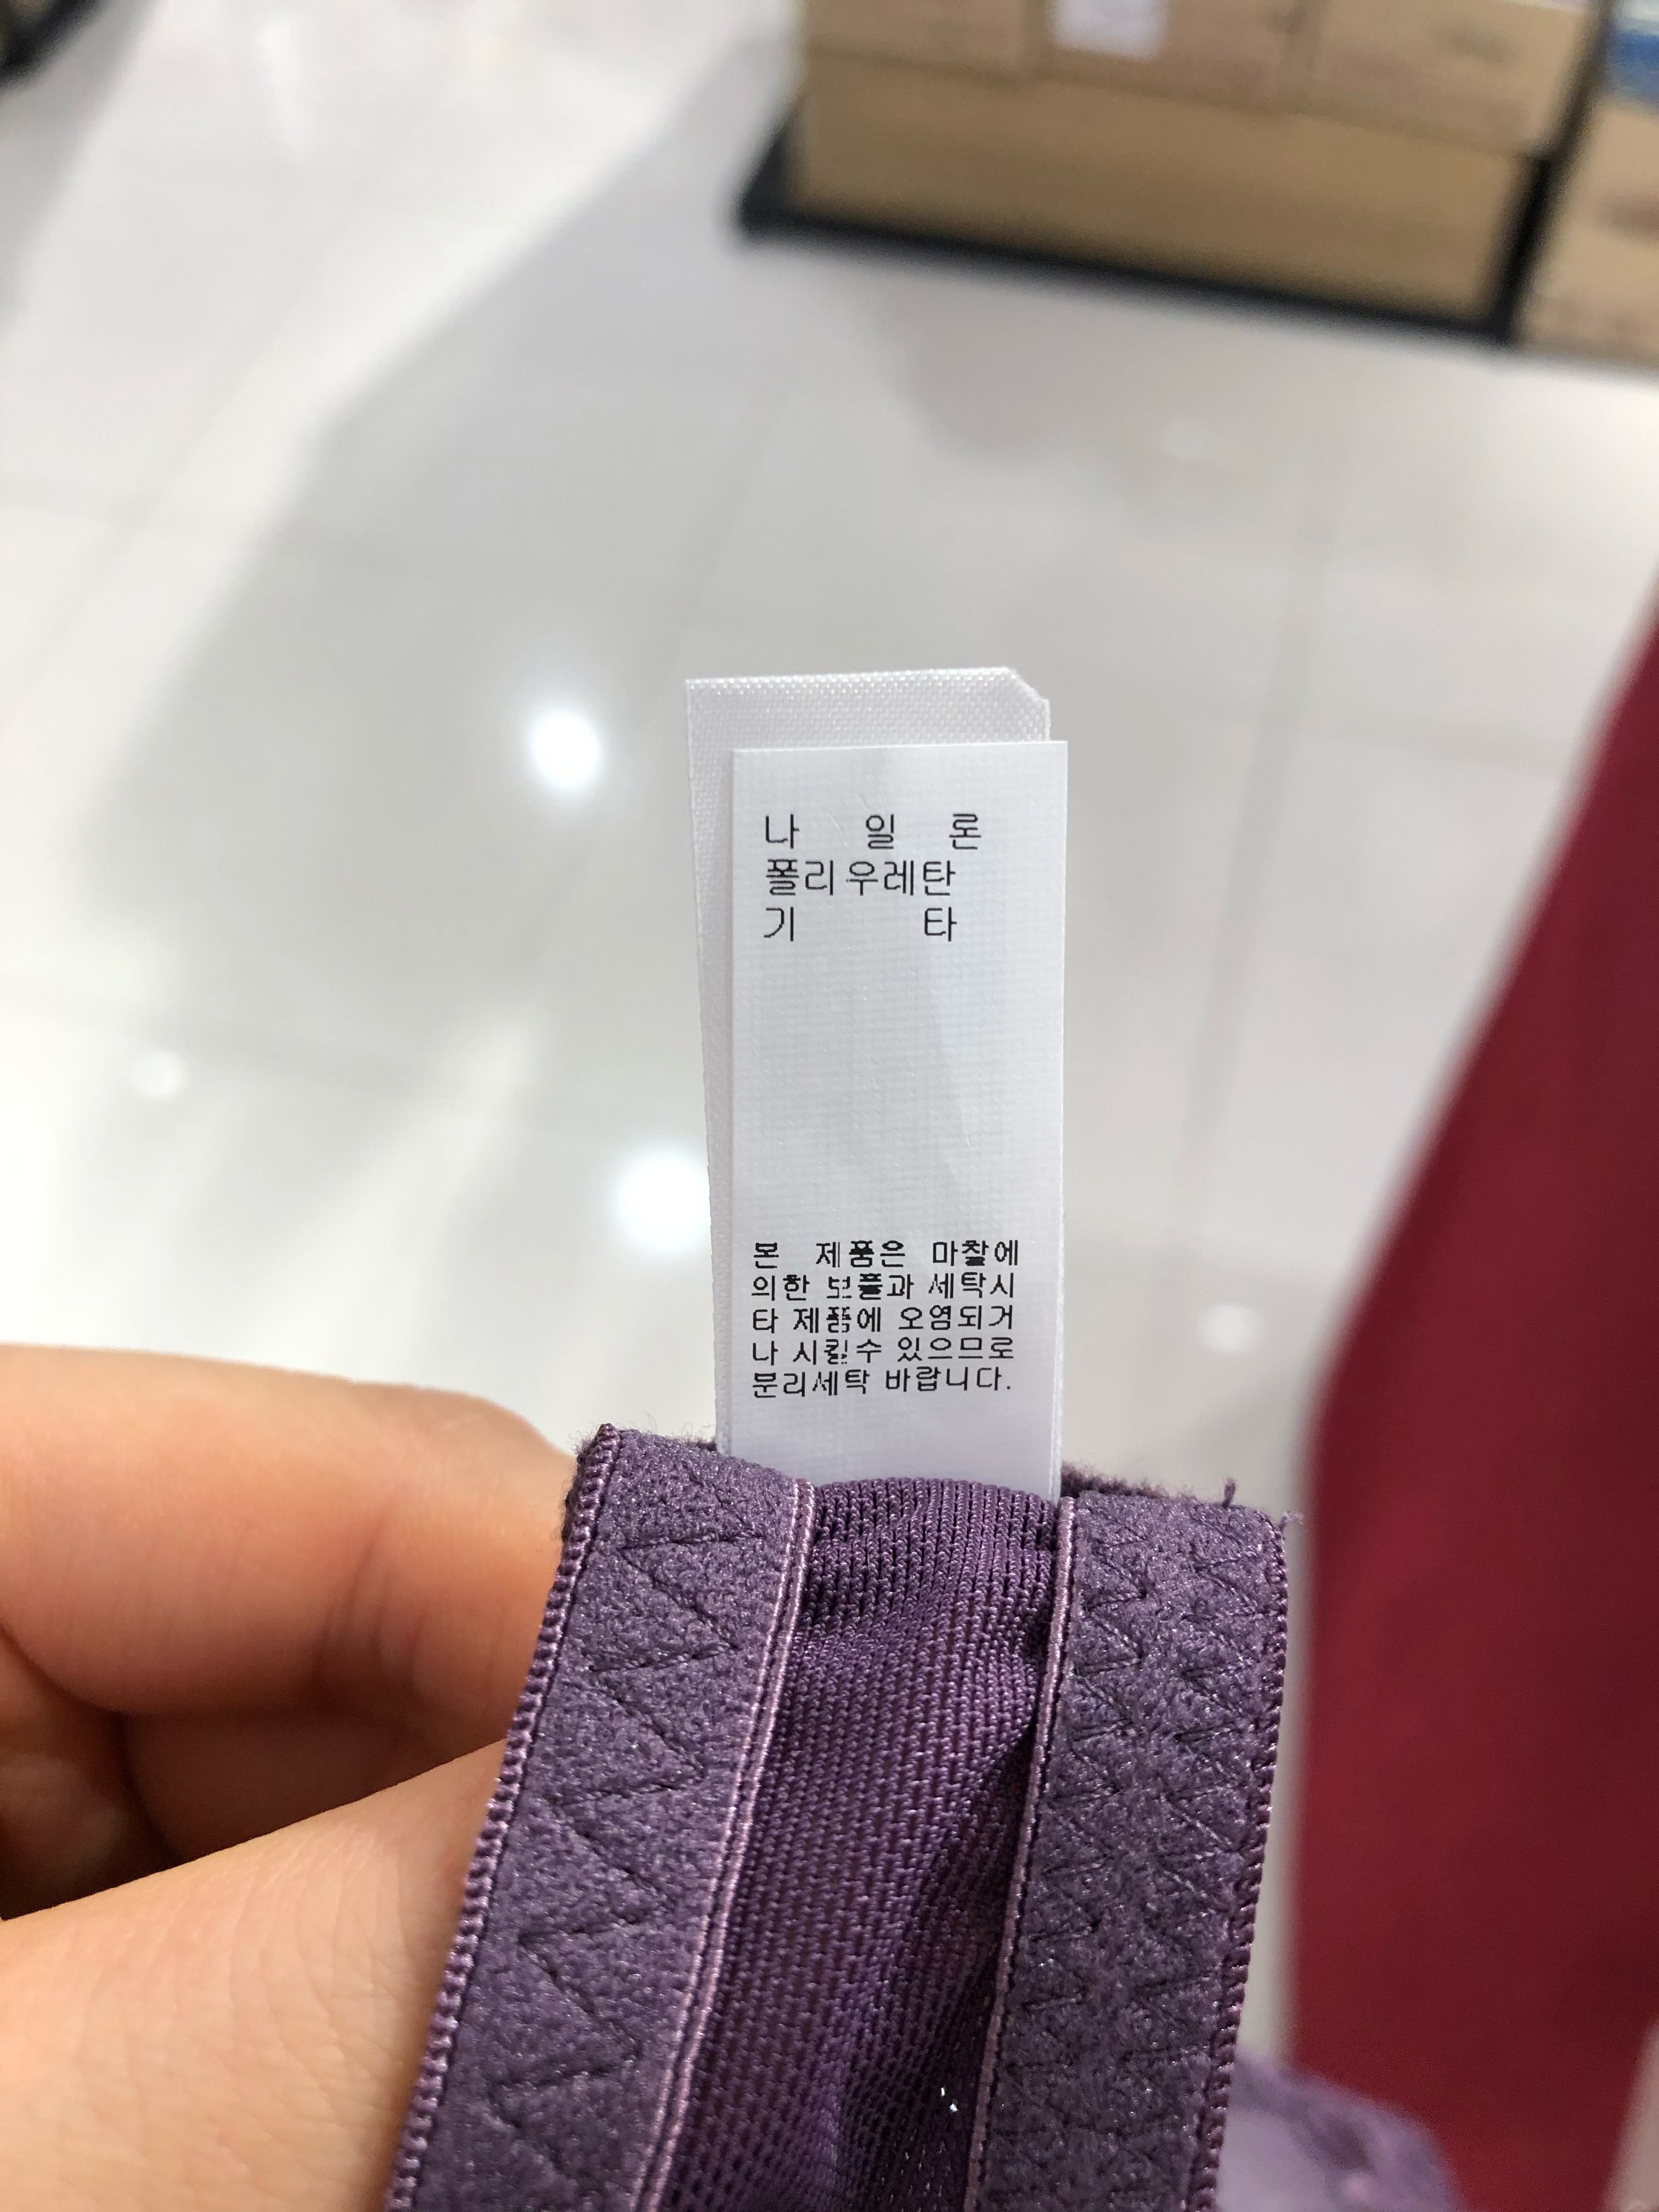 나 일 론
폴리우레탄
기 타
본 제품은 마찰에
의한 보풀과 세탁시
타 제품에 오염되거
나 시킬수 있으므로
분리세탁 바랍니다.